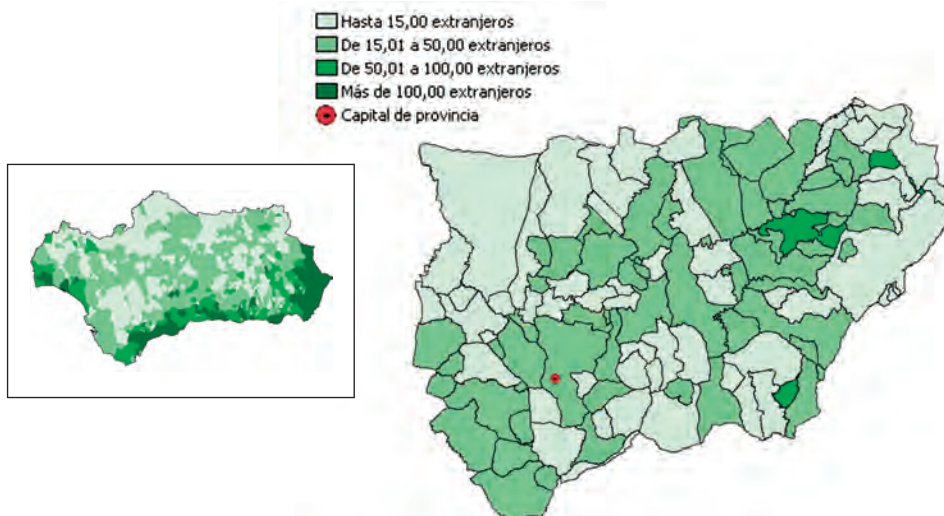 Hasta 15,00 extranjeros
De 15,01 a 50,00 extranjeros
De 50,01 a 100,00 extranjeros
Más de 100,00 extranjeros
Capital de provincia